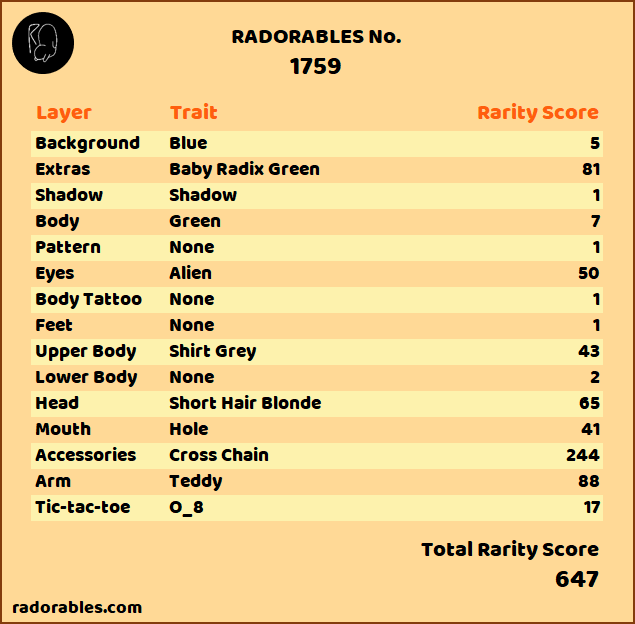 RADORABLES No.
1759
Layer Trait Rarity Score
Background Blue 5
Extras Baby Radix Green 81
Shadow Shadow 1
Body Green 7
Pattern None 1
Eyes Alien 50
Body Tattoo None 1
Feet None 1
Upper Body Shirt Grey 43
Lower Body None 2
Head Short Hair Blonde 65
Mouth Hole 41
Accessories Cross Chain 244
Arm Teddy 88
Tic-tac-toe O_8 17
Total Rarity Score
647
radorables.com